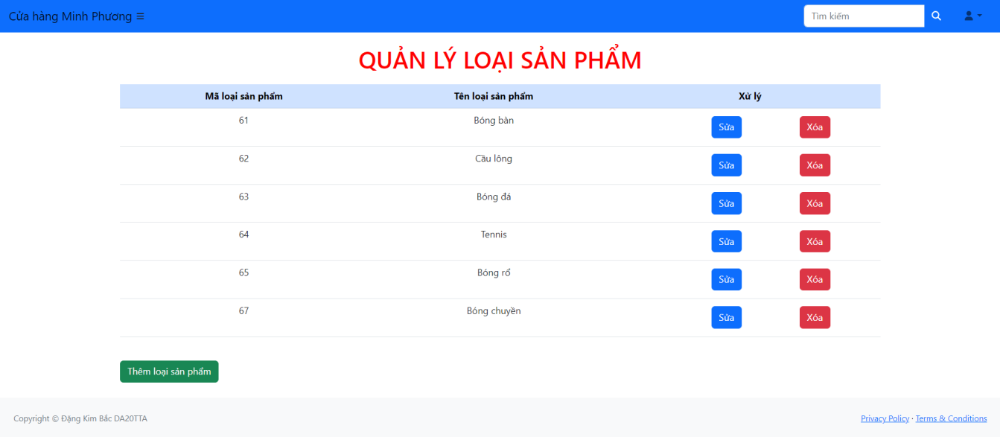 Cửa hàng Minh Phương
Tìm kiếm
QUẢN LÝ LOẠI SẢN PHẨM
Mã loại sản phẩm Tên loại sản phẩm Xử lý
61 Bóng bàn Sửa Xóa
62 Cầu lông Sửa Xóa
63 Bóng đá Sửa Xóa
64 Tennis Sửa Xóa
65 Bóng rổ Sửa Xóa
67 Bóng chuyền Sửa Xóa
Thêm loại sản phẩm
Copyright © Đặng Kim Bắc DA20TTA Privacy Policy · Terms & Conditions